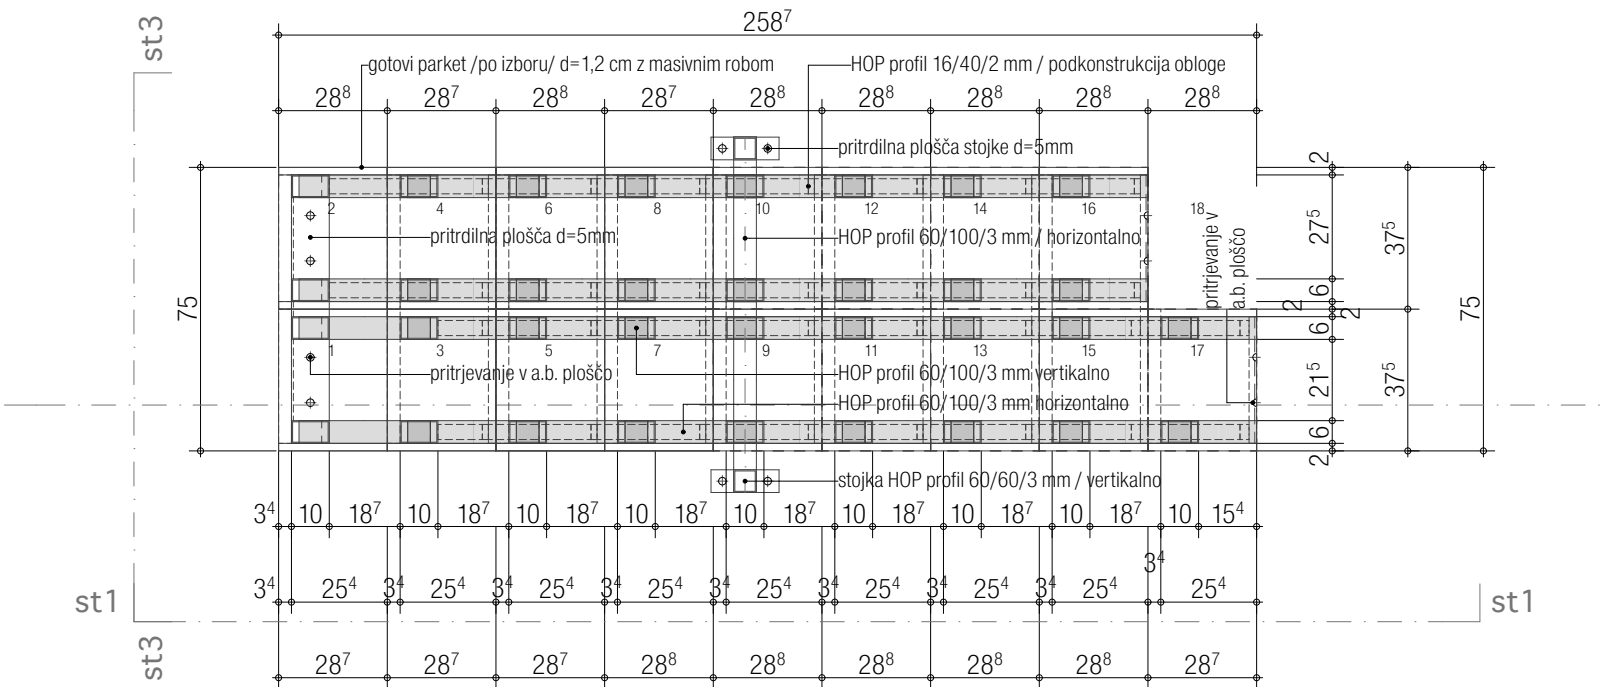 st3
258⁷
gotovi parket /po izboru/ d=1,2 cm z masivnim robom
HOP profil 16/40/2 mm / podkonstrukcija obloge
28⁸ 28⁷ 28⁸ 28⁷ 28⁸ 28⁸ 28⁸ 28⁸ 28⁸
pritrdilna plošča stojke d=5mm
2
2 4 6 8 10 12 14 16 18
pritrdilna plošča d=5mm
HOP profil 60/100/3 mm / horizontalno
pritrjevanje v
a.b. ploščo
27⁵
37⁵
75
6
2
2
75
6
1 3 5 7 9 11 13 15 17
pritrjevanje v a.b. ploščo
HOP profil 60/100/3 mm vertikalno
21⁵
37⁵
HOP profil 60/100/3 mm horizontalno
6
2
stojka HOP profil 60/60/3 mm / vertikalno
3⁴ 10 18⁷ 10 18⁷ 10 18⁷ 10 18⁷ 10 18⁷ 10 18⁷ 10 18⁷ 10 18⁷ 10 15⁴
3⁴
3⁴ 25⁴ 3⁴ 25⁴ 3⁴ 25⁴ 3⁴ 25⁴ 3⁴ 25⁴ 3⁴ 25⁴ 3⁴ 25⁴ 3⁴ 25⁴ 25⁴
st1 st1
st3
28⁷ 28⁷ 28⁷ 28⁸ 28⁸ 28⁸ 28⁸ 28⁸ 28⁷